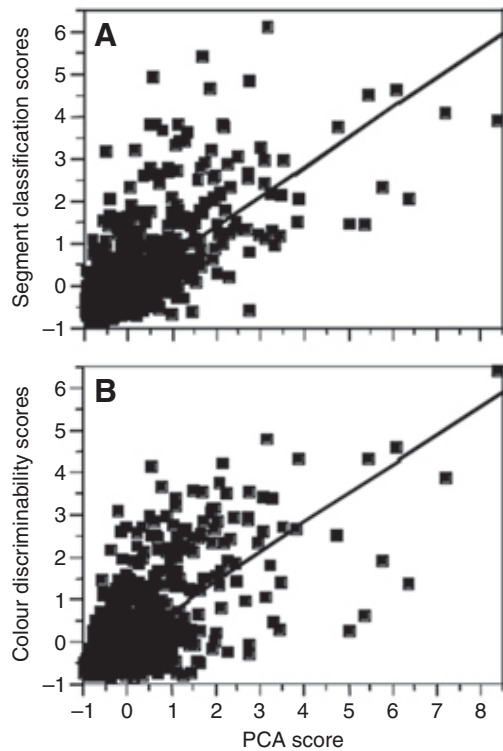 A
Segment classification scores
6
5
4
3
2
1
0
–1
B
Colour discriminability scores
6
5
4
3
2
1
0
–1
–1 0 1 2 3 4 5 6 7 8
PCA score